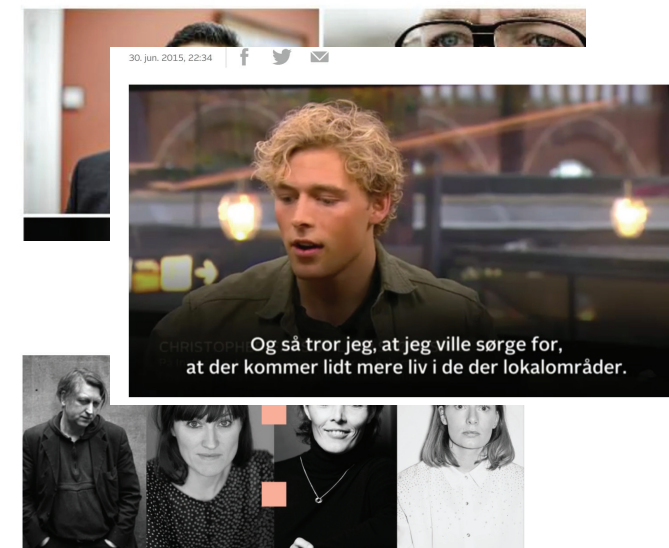 30. jun. 2015, 22:34
CHRISTOPHE
Og så tror jeg, at jeg ville sørge for,
at der kommer lidt mere liv i de der lokalområder.